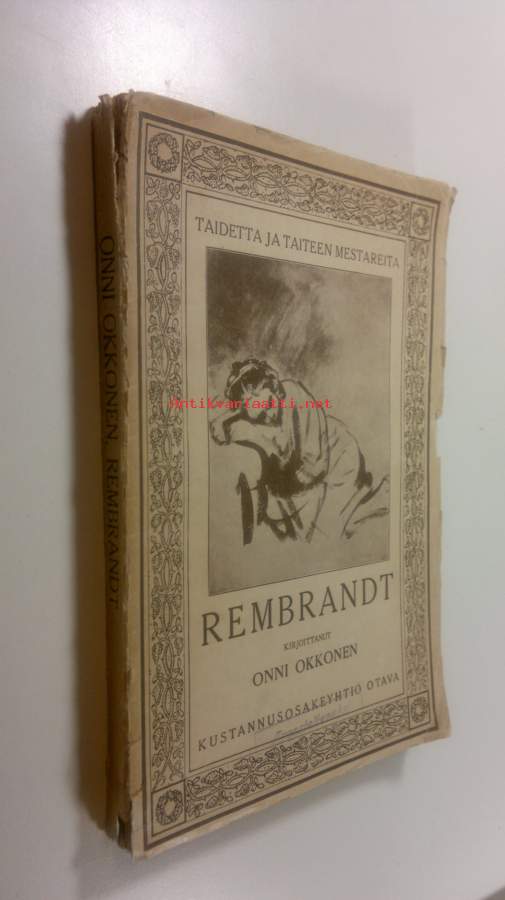 TAIDETTA JA TAITEEN MESTAREITA
antikvariaatti.net
REMBRANDT
KIRJOITTANUT
ONNI OKKONEN
KUSTANNUSOSAKEYHTIÖ OTAVA
ONNI OKKONEN REMBRANDT